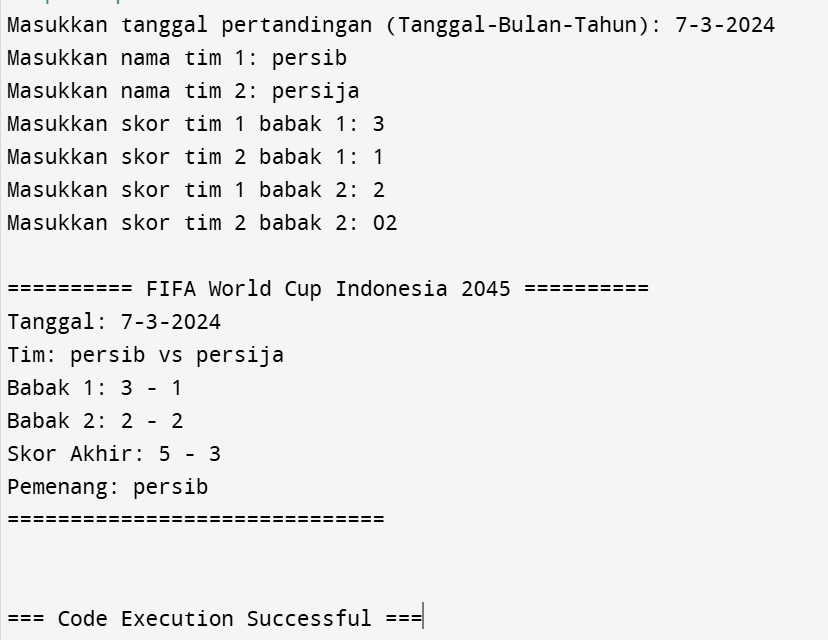 Masukkan tanggal pertandingan (Tanggal-Bulan-Tahun): 7-3-2024
Masukkan nama tim 1: persib
Masukkan nama tim 2: persija
Masukkan skor tim 1 babak 1: 3
Masukkan skor tim 2 babak 1: 1
Masukkan skor tim 1 babak 2: 2
Masukkan skor tim 2 babak 2: 02
========== FIFA World Cup Indonesia 2045 ==========
Tanggal: 7-3-2024
Tim: persib vs persija
Babak 1: 3 - 1
Babak 2: 2 - 2
Skor Akhir: 5 - 3
Pemenang: persib
==============================
=== Code Execution Successful ===